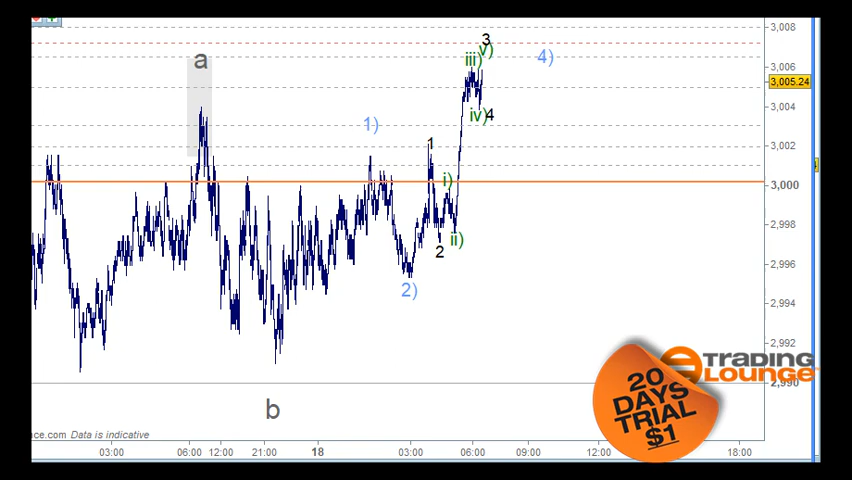 3,008
3
v)
iii)
4)
a
3,006
3,005.24
3,004
iv)
4
1)
3,002
1
i)
3,000
2,998
ii)
2
2,996
2)
2,994
2,992
2,990
TRADING
LOUNGE
20
DAYS
TRIAL
$1
b
nce.com Data is indicative
03:00
06:00
12:00
21:00
18
03:00
06:00
09:00
12:00
18:00